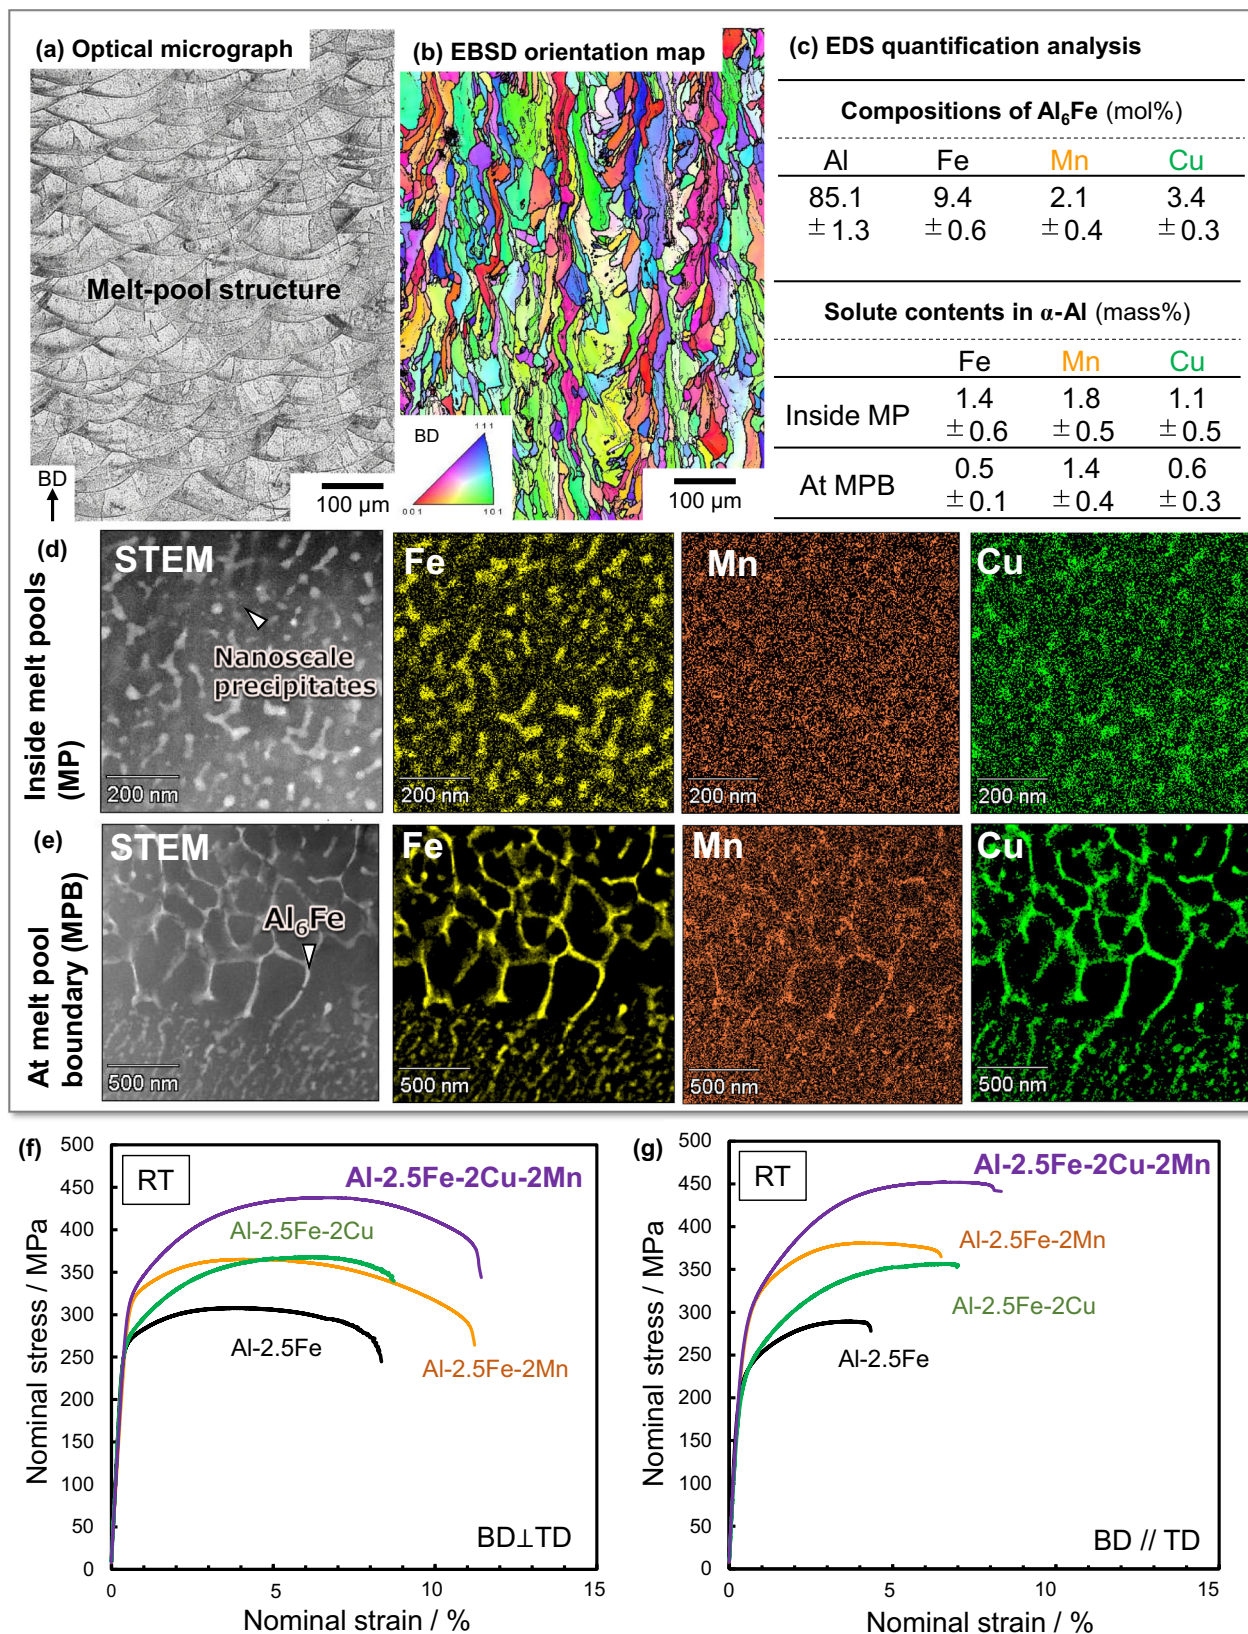 (a) Optical micrograph
Melt-pool structure
BD
100 μm
(b) EBSD orientation map
BD
111
001
101
100 μm
(c) EDS quantification analysis
Compositions of Al₆Fe (mol%)
Al Fe Mn Cu
85.1 9.4 2.1 3.4
±1.3 ±0.6 ±0.4 ±0.3
Solute contents in α-Al (mass%)
Fe Mn Cu
Inside MP 1.4 ±0.6 1.8 ±0.5 1.1 ±0.5
At MPB 0.5 ±0.1 1.4 ±0.4 0.6 ±0.3
(d)
Inside melt pools
(MP)
STEM
Nanoscale
precipitates
200 nm
Fe
200 nm
Mn
200 nm
Cu
200 nm
(e)
At melt pool
boundary (MPB)
STEM
Al₆Fe
500 nm
Fe
500 nm
Mn
500 nm
Cu
500 nm
(f)
RT
Al-2.5Fe-2Cu-2Mn
Al-2.5Fe-2Cu
Al-2.5Fe
Al-2.5Fe-2Mn
BD⊥TD
Nominal stress / MPa
500
450
400
350
300
250
200
150
100
50
0
0 5 10 15
Nominal strain / %
(g)
RT
Al-2.5Fe-2Cu-2Mn
Al-2.5Fe-2Mn
Al-2.5Fe-2Cu
Al-2.5Fe
BD // TD
Nominal stress / MPa
500
450
400
350
300
250
200
150
100
50
0
0 5 10 15
Nominal strain / %